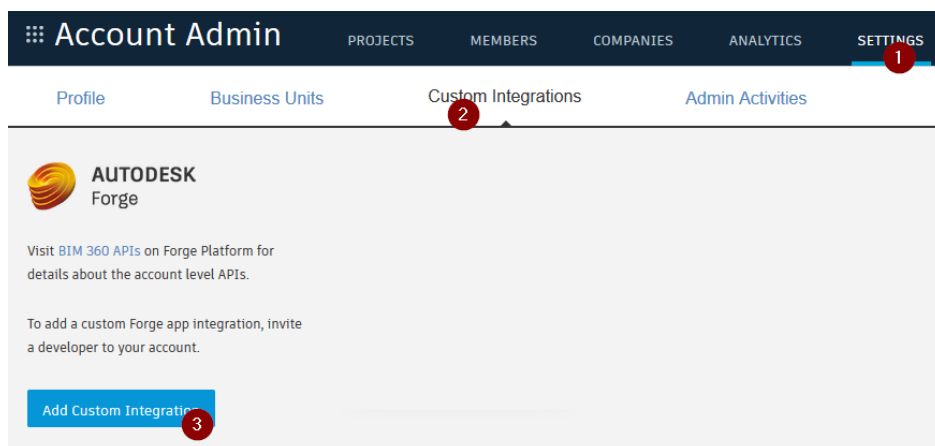 Account Admin PROJECTS MEMBERS COMPANIES ANALYTICS SETTINGS
1
Profile Business Units Custom Integrations Admin Activities
2
AUTODESK
Forge
Visit BIM 360 APIs on Forge Platform for
details about the account level APIs.
To add a custom Forge app integration, invite
a developer to your account.
Add Custom Integration
3